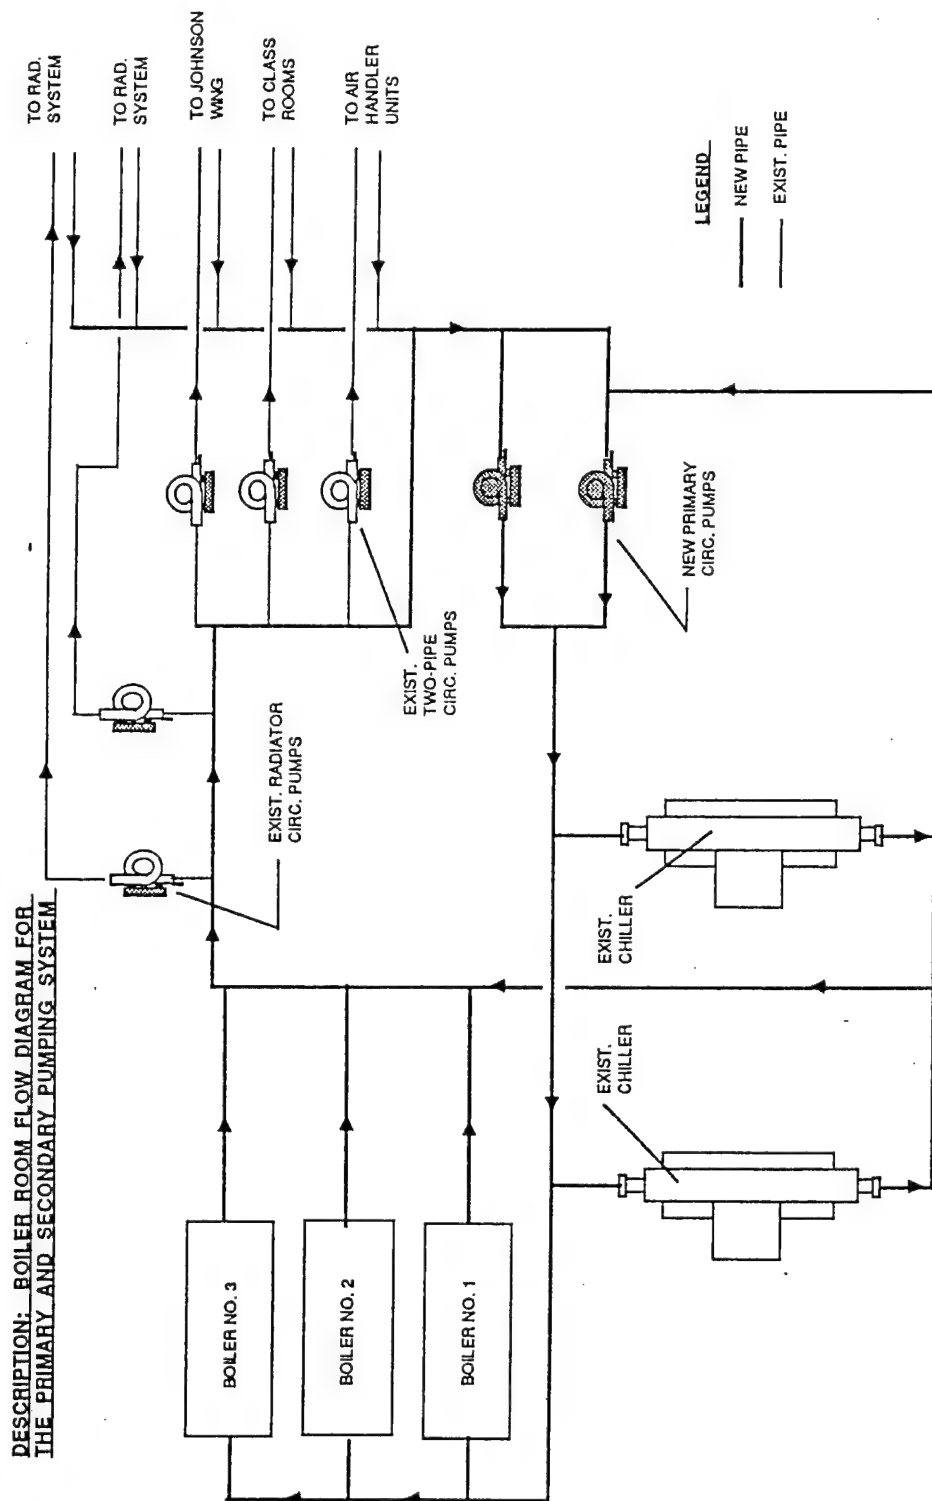 DESCRIPTION: BOILER ROOM FLOW DIAGRAM FOR
THE PRIMARY AND SECONDARY PUMPING SYSTEM
TO RAD.
SYSTEM
TO RAD.
SYSTEM
TO JOHNSON
WING
TO CLASS
ROOMS
TO AIR
HANDLER
UNITS
EXIST. RADIATOR
CIRC. PUMPS
EXIST.
TWO-PIPE
CIRC. PUMPS
NEW PRIMARY
CIRC. PUMPS
BOILER NO. 3
BOILER NO. 2
BOILER NO. 1
EXIST.
CHILLER
EXIST.
CHILLER
LEGEND
NEW PIPE
EXIST. PIPE